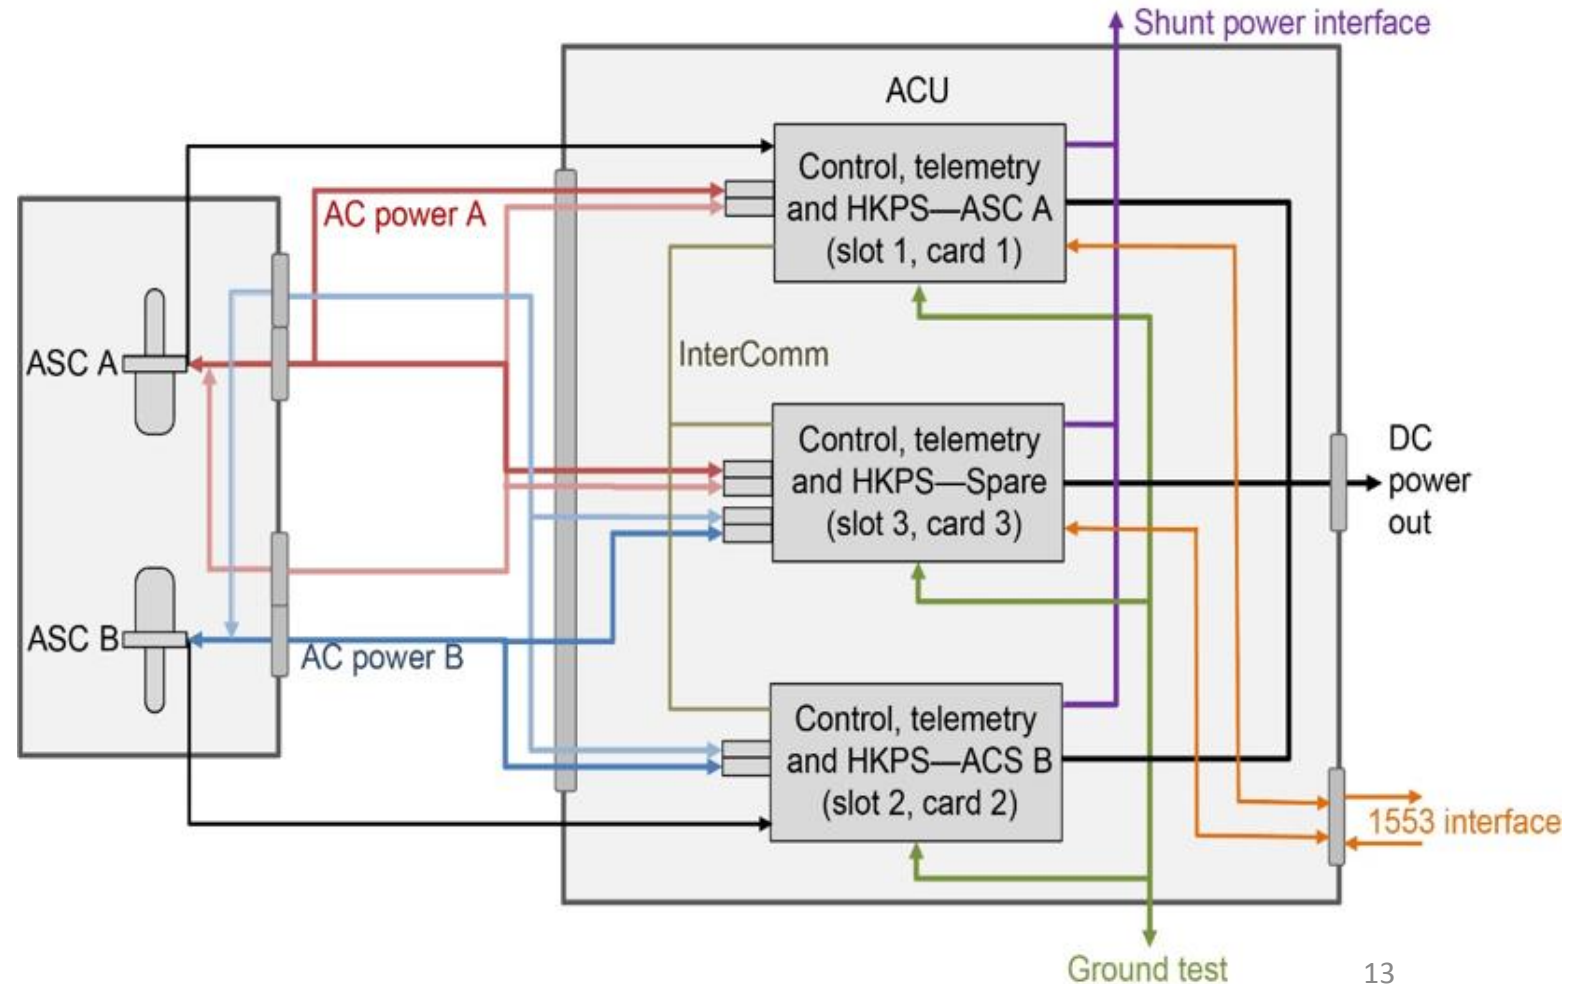 Shunt power interface
ACU
Control, telemetry
and HKPS—ASC A
(slot 1, card 1)
AC power A
InterComm
ASC A
Control, telemetry
and HKPS—Spare
(slot 3, card 3)
DC
power
out
ASC B
AC power B
Control, telemetry
and HKPS—ACS B
(slot 2, card 2)
1553 interface
Ground test
13